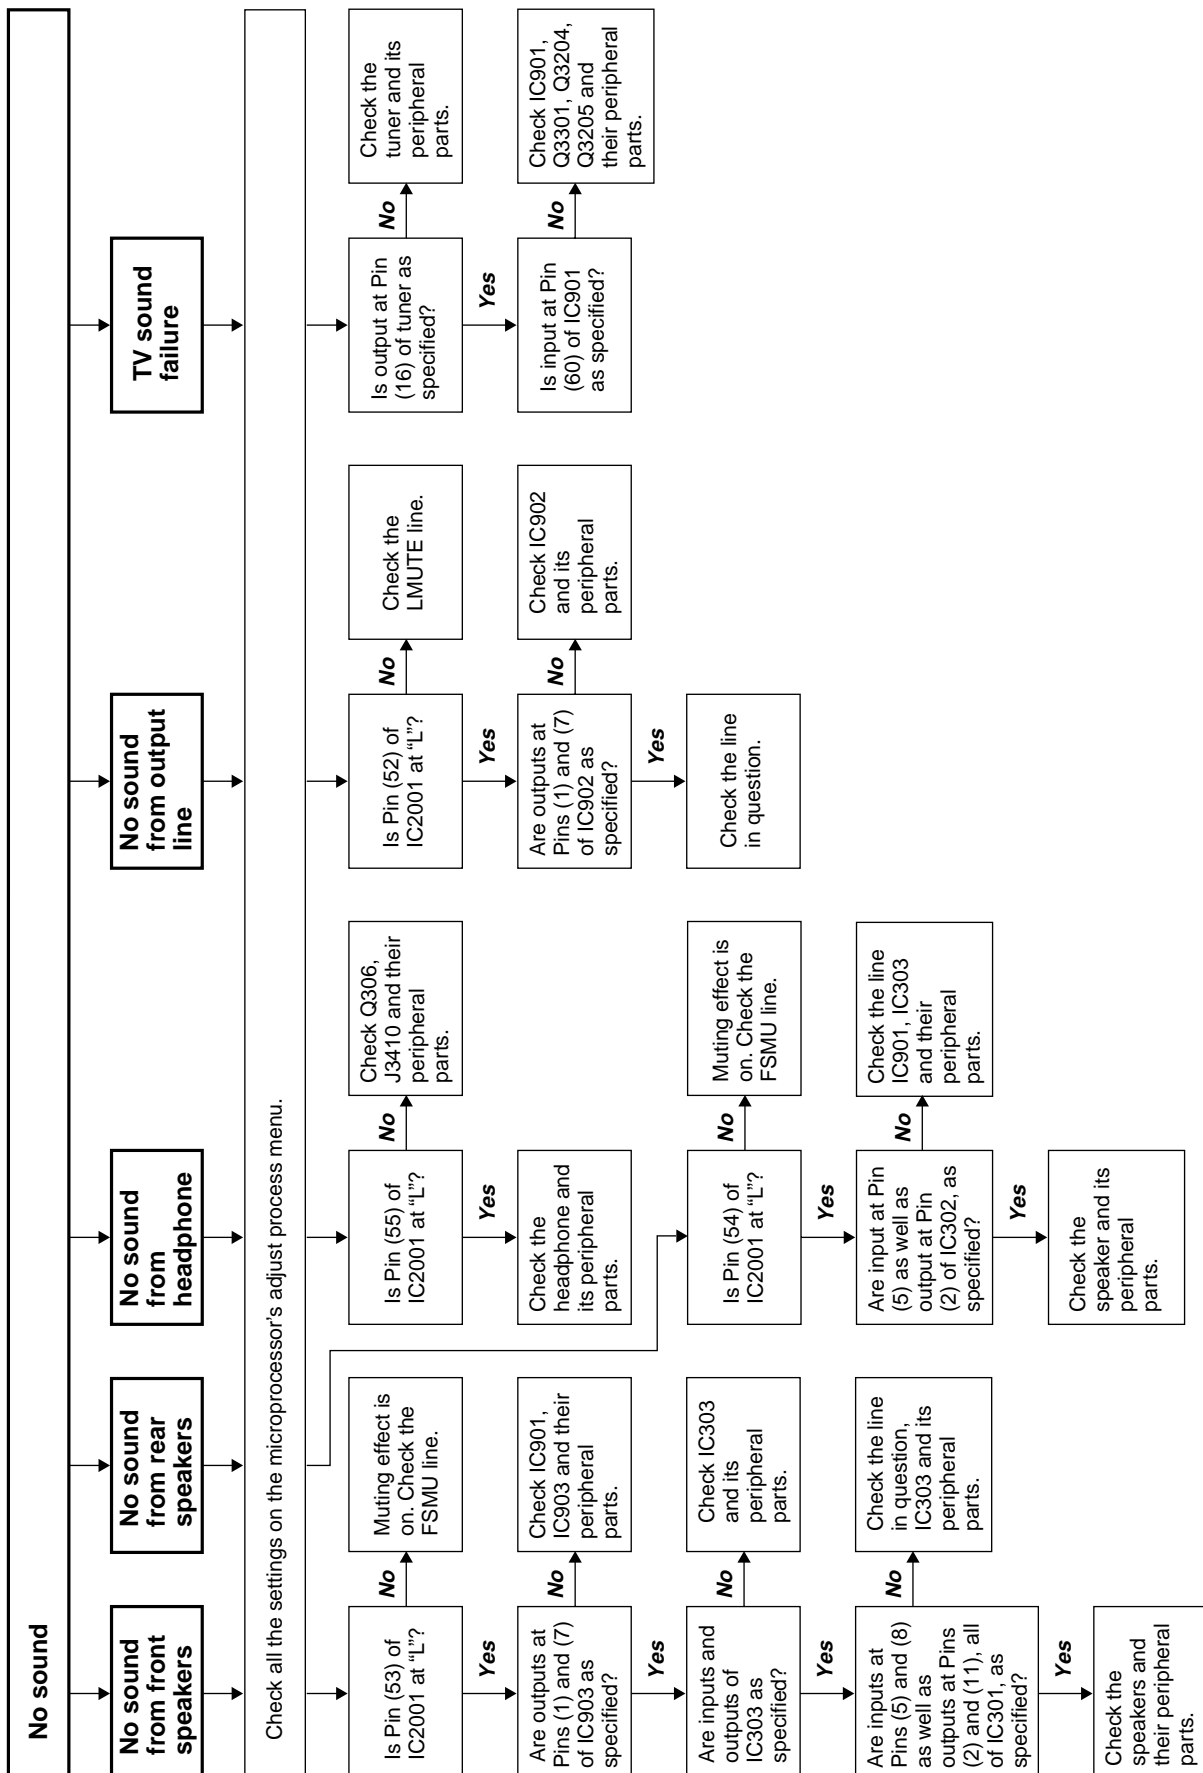 No sound
No sound
from front
speakers
No sound
from rear
speakers
No sound
from
headphone
No sound
from output
line
TV sound
failure
Check all the settings on the microprocessor's adjust process menu.
Is Pin (53) of
IC2001 at “L”?
No
Muting effect is
on. Check the
FSMU line.
Yes
Are outputs at
Pins (1) and (7)
of IC903 as
specified?
No
Check IC901,
IC903 and their
peripheral
parts.
Yes
Are inputs and
outputs of
IC303 as
specified?
No
Check IC303
and its
peripheral
parts.
Yes
Are inputs at
Pins (5) and (8)
as well as
outputs at Pins
(2) and (11), all
of IC301, as
specified?
No
Check the line
in question,
IC303 and its
peripheral
parts.
Yes
Check the
speakers and
their peripheral
parts.
Is Pin (55) of
IC2001 at “L”?
No
Check Q306,
J3410 and their
peripheral
parts.
Yes
Check the
headphone and
its peripheral
parts.
Is Pin (54) of
IC2001 at “L”?
No
Muting effect is
on. Check the
FSMU line.
Yes
Are input at Pin
(5) as well as
output at Pin
(2) of IC302, as
specified?
No
Check the line
IC901, IC303
and their
peripheral
parts.
Yes
Check the
speaker and its
peripheral
parts.
Is Pin (52) of
IC2001 at “L”?
No
Check the
LMUTE line.
Yes
Are outputs at
Pins (1) and (7)
of IC902 as
specified?
No
Check IC902
and its
peripheral
parts.
Yes
Check the line
in question.
Is output at Pin
(16) of tuner as
specified?
No
Check the
tuner and its
peripheral
parts.
Yes
Is input at Pin
(60) of IC901
as specified?
No
Check IC901,
Q3301, Q3204,
Q3205 and
their peripheral
parts.